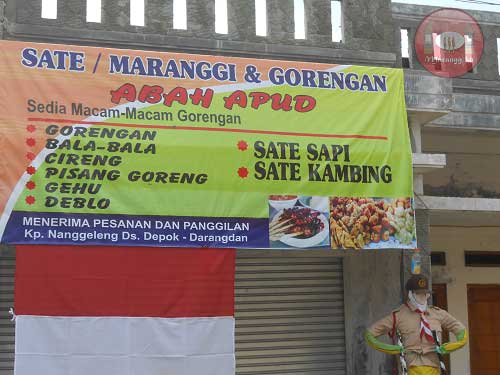 SATE / MARANGGI & GORENGAN
ABAH APUD
Sedia Macam-Macam Gorengan
* GORENGAN
* BALA-BALA
* CIRENG
* PISANG GORENG
* GEHU
* DEBLO
* SATE SAPI
* SATE KAMBING
MENERIMA PESANAN DAN PANGGILAN
Kp. Nanggeleng Ds. Depok - Darangdan